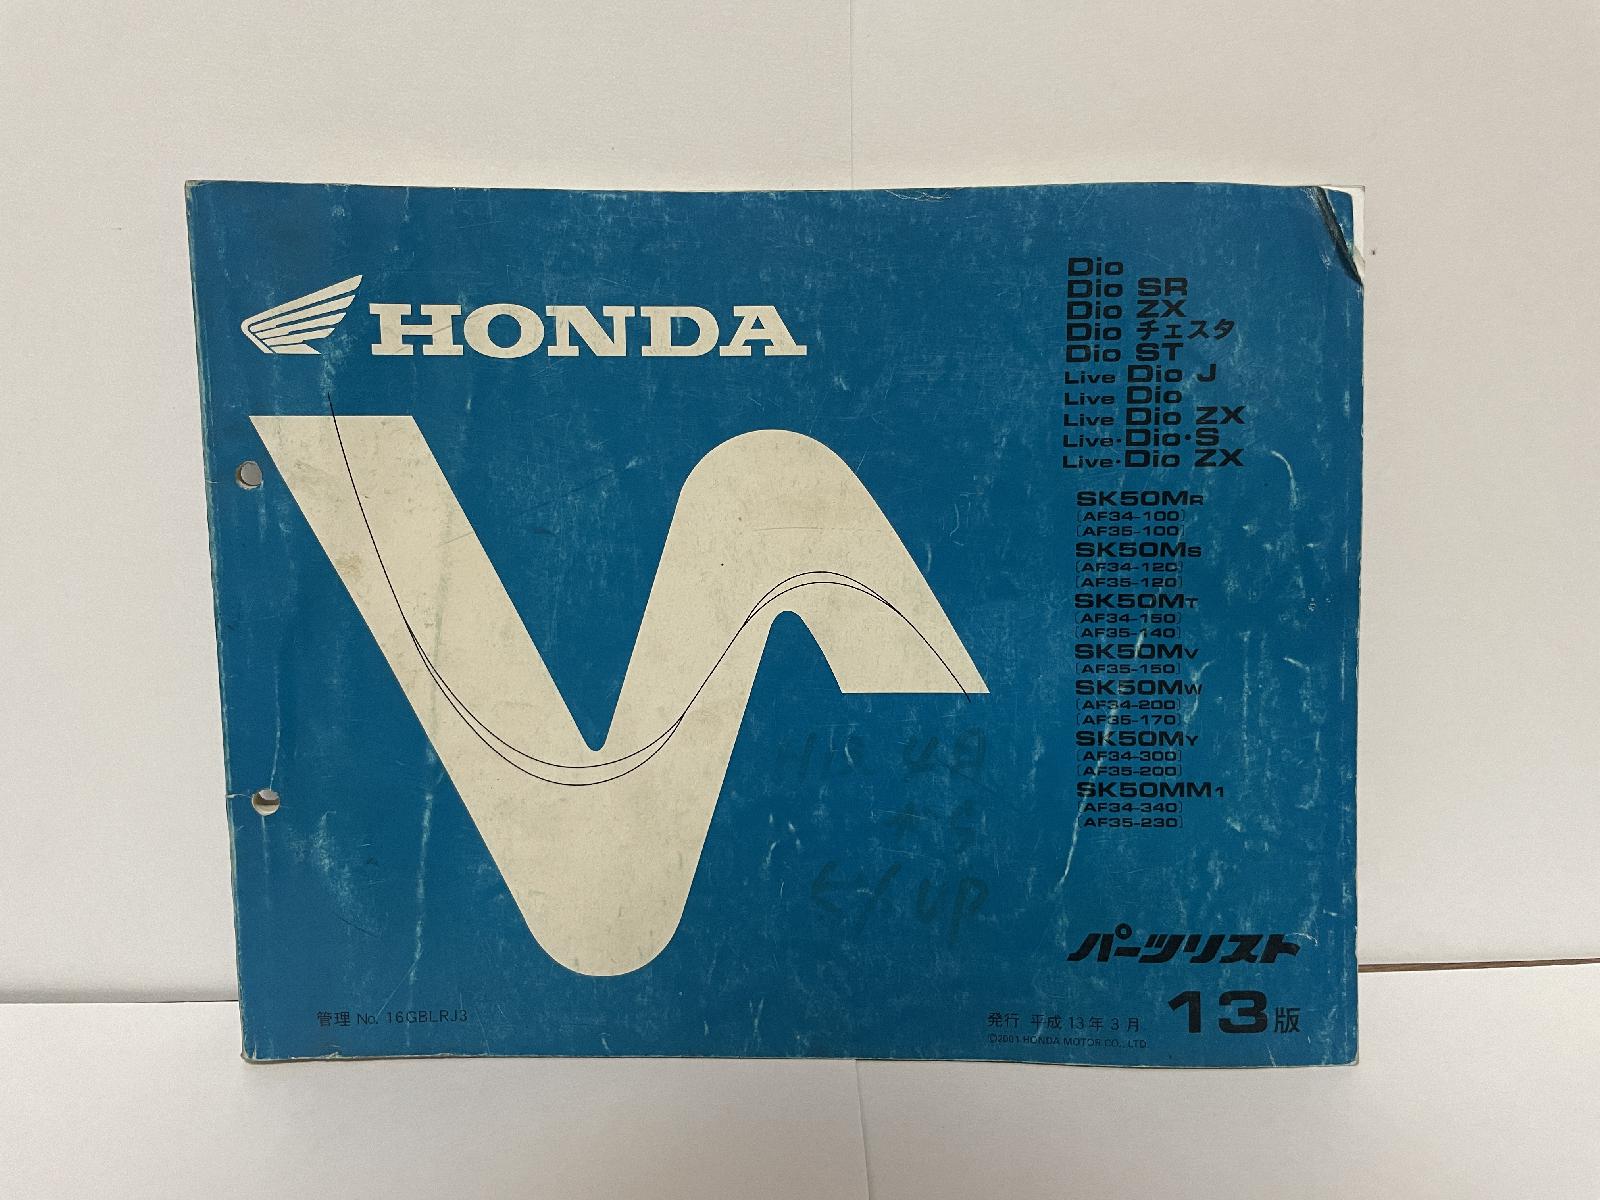 HONDA
Dio
Dio SR
Dio ZX
Dio チェスタ
Dio ST
Live Dio J
Live Dio
Live Dio ZX
Live・Dio・S
Live・Dio ZX
SK50MR
[AF34-100]
[AF35-100]
SK50MS
[AF34-120]
[AF35-120]
SK50MT
[AF34-150]
[AF35-140]
SK50MV
[AF35-150]
SK50MW
[AF34-200]
[AF35-170]
SK50MY
[AF34-300]
[AF35-200]
SK50MM1
[AF34-340]
[AF35-230]
UP
パーツリスト
13版
管理 No. 16GBLRJ3
発行 平成13年3月
©2001 HONDA MOTOR CO., LTD.